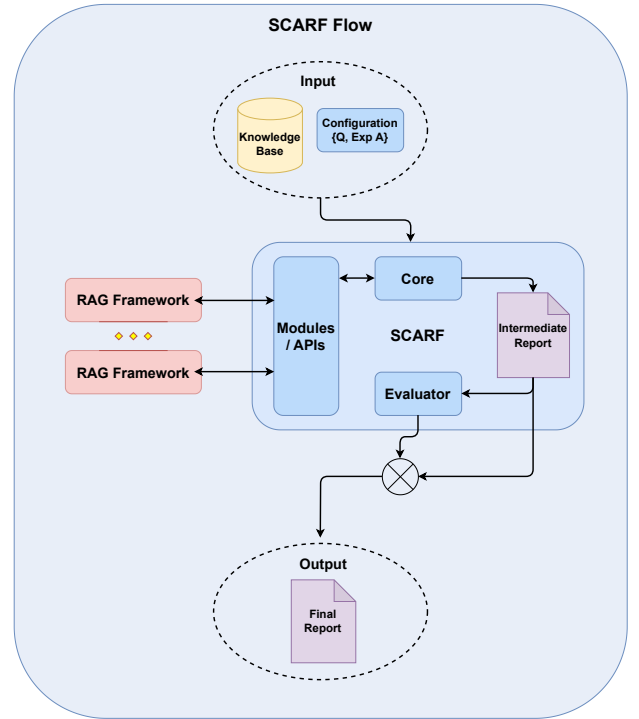 SCARF Flow
Input
Knowledge
Base
Configuration
{Q, Exp A}
RAG Framework
RAG Framework
Modules
/ APIs
Core
SCARF
Intermediate
Report
Evaluator
Output
Final
Report